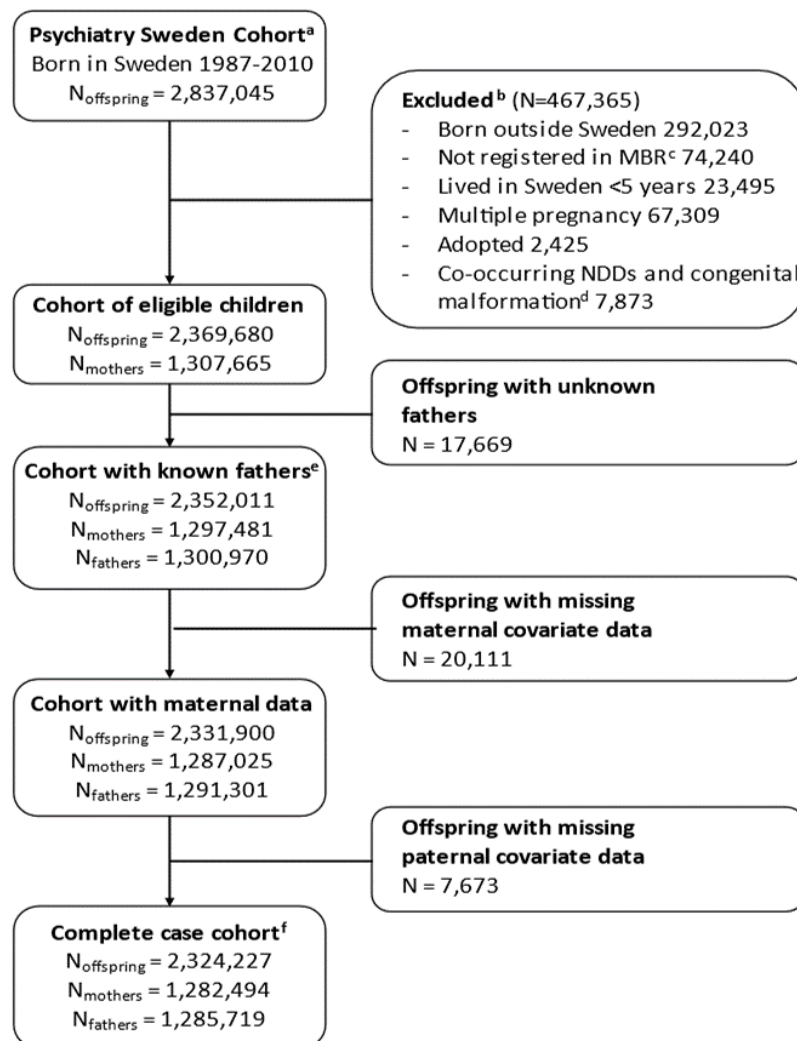 Psychiatry Sweden Cohortᵃ
Born in Sweden 1987-2010
Noffspring = 2,837,045
Excludedᵇ (N=467,365)
- Born outside Sweden 292,023
- Not registered in MBRᶜ 74,240
- Lived in Sweden <5 years 23,495
- Multiple pregnancy 67,309
- Adopted 2,425
- Co-occurring NDDs and congenital
malformationᵈ 7,873
Cohort of eligible children
Noffspring = 2,369,680
Nmothers = 1,307,665
Offspring with unknown
fathers
N = 17,669
Cohort with known fathersᵉ
Noffspring = 2,352,011
Nmothers = 1,297,481
Nfathers = 1,300,970
Offspring with missing
maternal covariate data
N = 20,111
Cohort with maternal data
Noffspring = 2,331,900
Nmothers = 1,287,025
Nfathers = 1,291,301
Offspring with missing
paternal covariate data
N = 7,673
Complete case cohortᶠ
Noffspring = 2,324,227
Nmothers = 1,282,494
Nfathers = 1,285,719